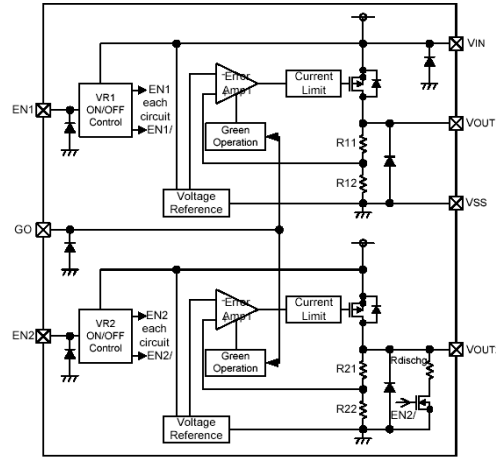 VIN
VR1
ON/OFF
Control
EN1
each
circuit
EN1/
Error
Amp1
Current
Limit
EN1
Green
Operation
R11
VOUT
R12
Voltage
Reference
VSS
GO
VR2
ON/OFF
Control
EN2
each
circuit
EN2/
Error
Amp1
Current
Limit
EN2
Green
Operation
R21
Rdischg
VOUT
R22
EN2/
Voltage
Reference